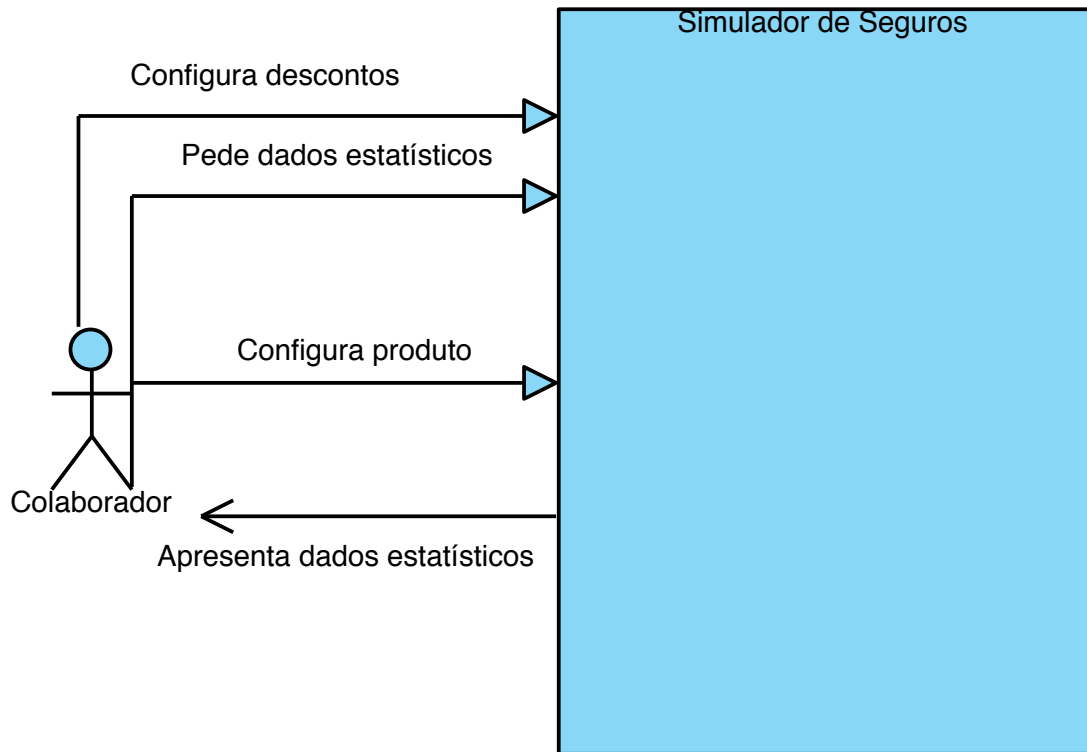 Simulador de Seguros
Configura descontos
Pede dados estatísticos
Configura produto
Colaborador
Apresenta dados estatísticos